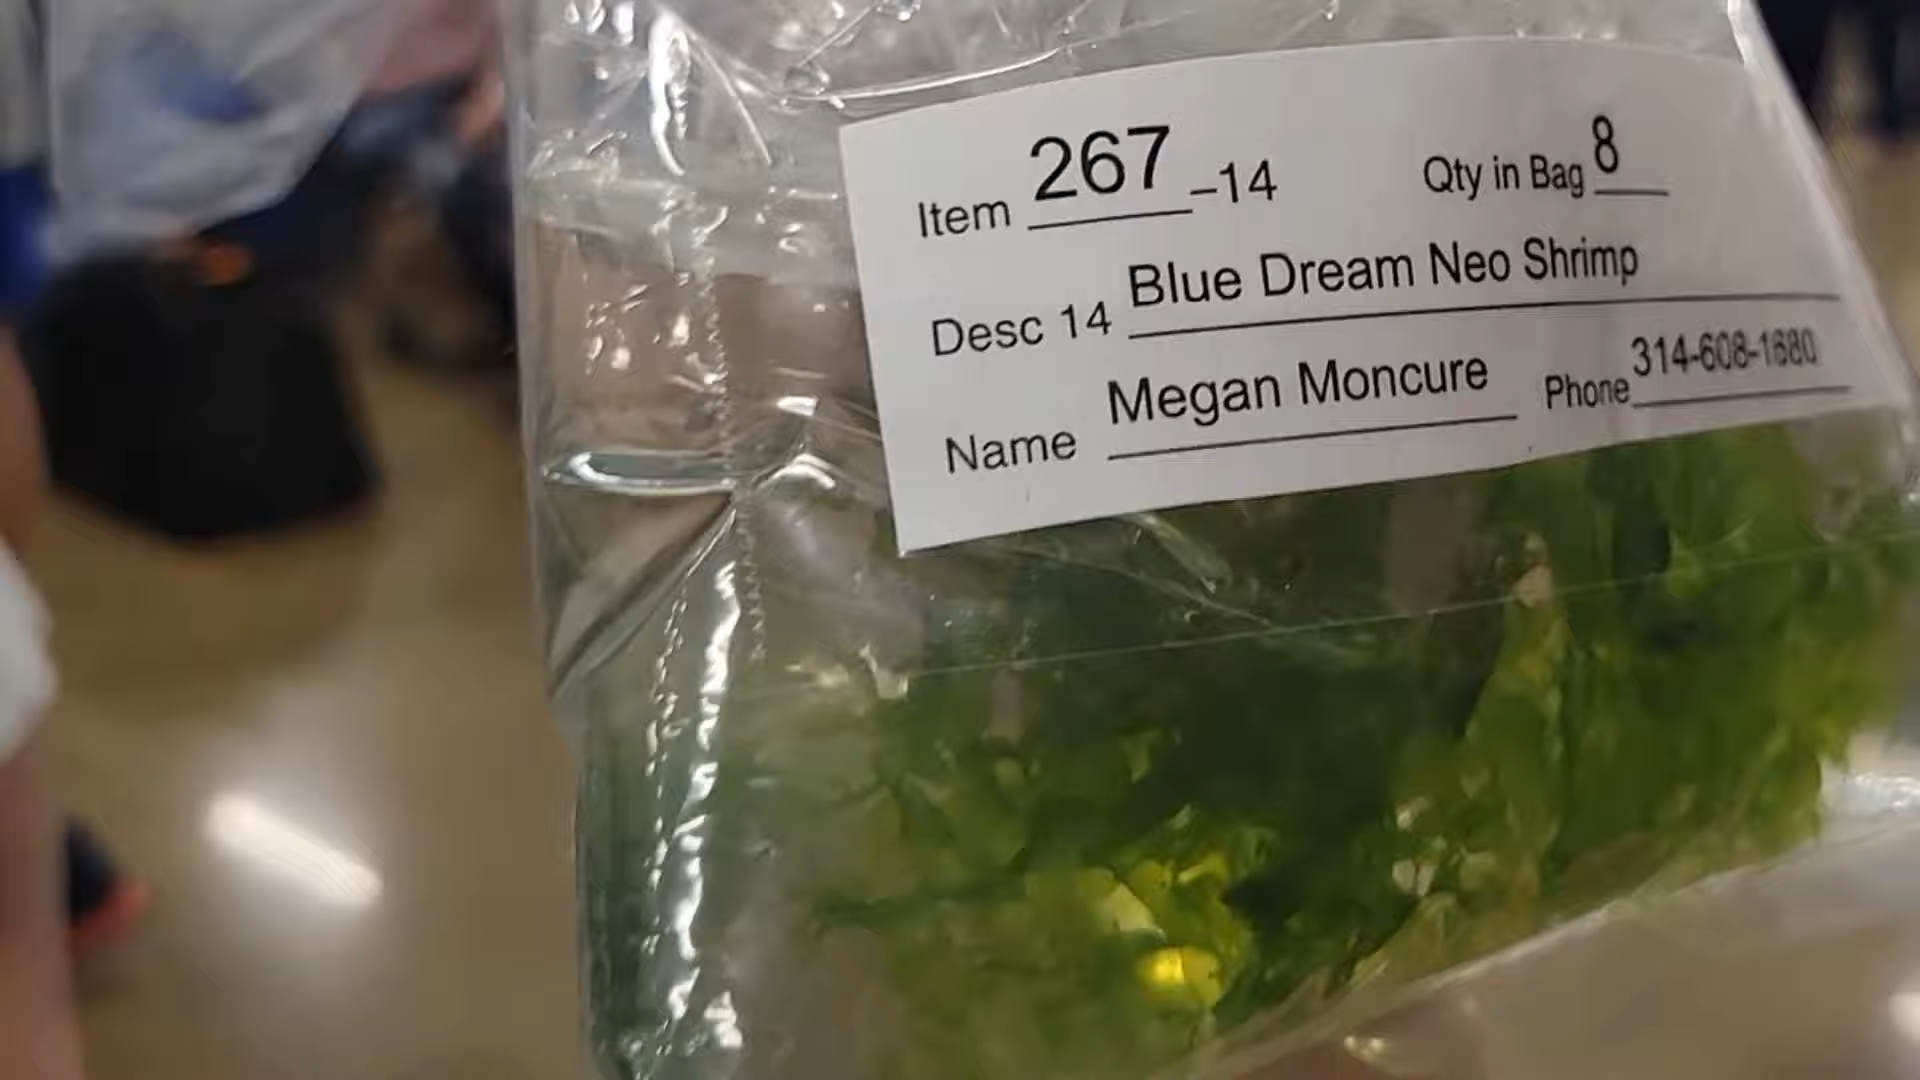 Item 267 –14 Qty in Bag 8
Desc 14 Blue Dream Neo Shrimp
Name Megan Moncure Phone 314-608-1680